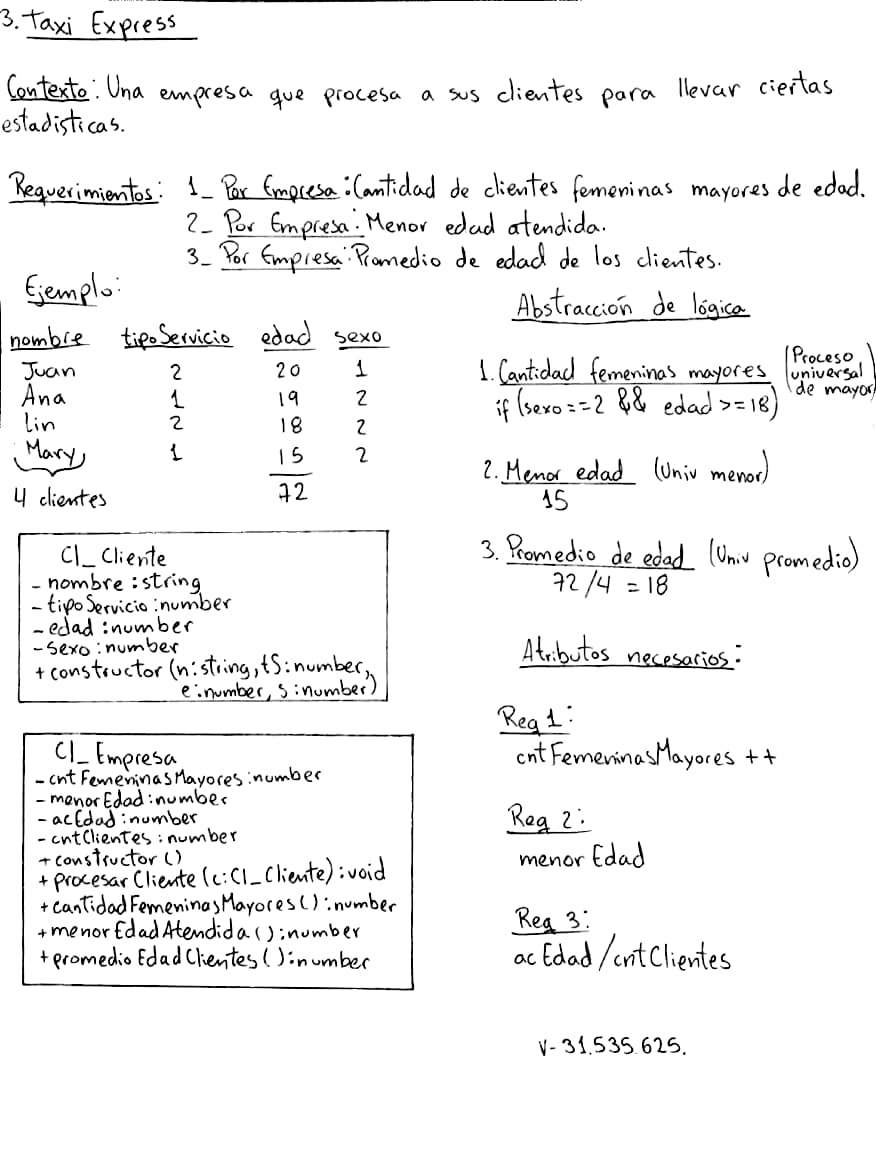 3. Taxi Express
Contexto: Una empresa que procesa a sus clientes para llevar ciertas
estadisticas.
Requerimientos: 1_ Por Empresa: Cantidad de clientes femeninas mayores de edad.
2_ Por Empresa: Menor edad atendida.
3_ Por Empresa: Promedio de edad de los clientes.
Ejemplo:
nombre tipoServicio edad sexo
Juan 2 20 1
Ana 1 19 2
Lin 2 18 2
Mary 1 15 2
4 clientes 72
Cl_Cliente
- nombre : string
- tipoServicio : number
- edad : number
- sexo : number
+ constructor (n: string, tS: number,
e: number, s: number)
Cl_Empresa
- cntFemeninasMayores : number
- menorEdad : number
- acEdad : number
- cntClientes : number
+ constructor ()
+ procesarCliente (c: Cl_Cliente) : void
+ cantidadFemeninasMayores () : number
+ menorEdadAtendida () : number
+ promedioEdadClientes () : number
Abstracción de lógica
1. Cantidad femeninas mayores (Proceso
universal
de mayor)
if (sexo == 2 && edad >= 18)
2. Menor edad (Univ menor)
15
3. Promedio de edad (Univ promedio)
72/4 = 18
Atributos necesarios:
Req 1:
cntFemeninasMayores ++
Req 2:
menorEdad
Req 3:
acEdad/cntClientes
V-31.535.625.